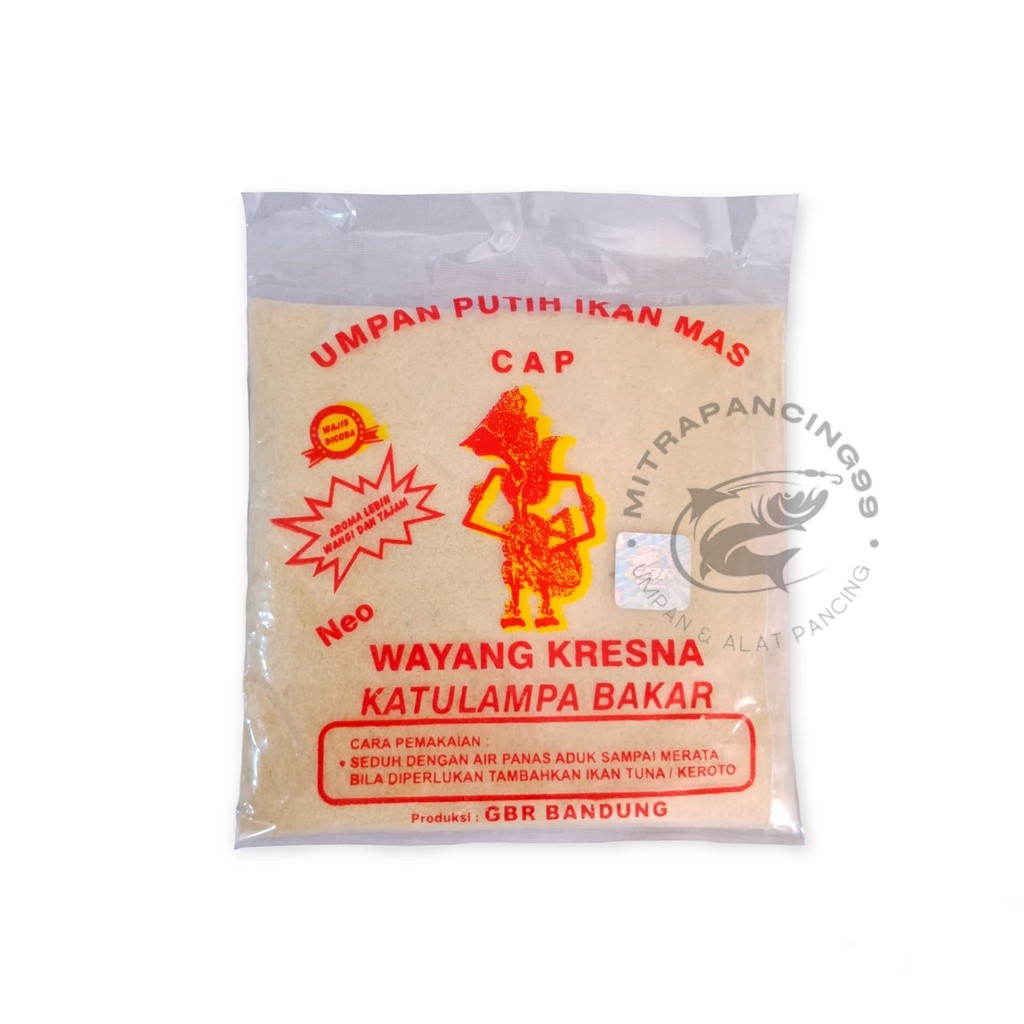 UMPAN PUTIH IKAN MAS
CAP
WAJIB
DICOBA
AROMA LEBIH
WANGI DAN TAJAM
Neo
WAYANG KRESNA
KATULAMPA BAKAR
CARA PEMAKAIAN :
• SEDUH DENGAN AIR PANAS ADUK SAMPAI MERATA
BILA DIPERLUKAN TAMBAHKAN IKAN TUNA / KEROTO
Produksi : GBR BANDUNG
• MITRAPANCING99 •
UMPAN & ALAT PANCING